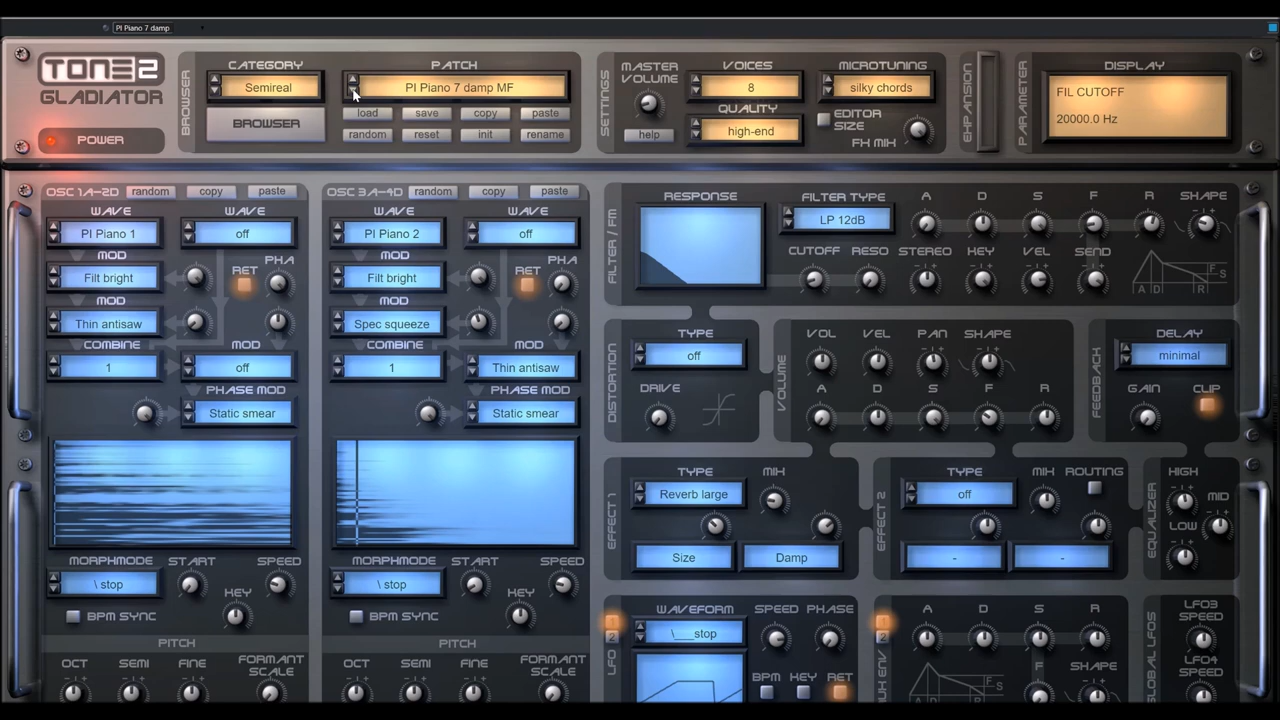 PI Piano 7 damp
TONE2
GLADIATOR
POWER
BROWSER
CATEGORY
Semireal
BROWSER
PATCH
PI Piano 7 damp MF
load save copy paste
random reset init rename
SETTINGS
MASTER
VOLUME
help
VOICES
8
QUALITY
high-end
MICROTUNING
silky chords
EDITOR
SIZE
FX MIX
EXPANSION
PARAMETER
DISPLAY
FIL CUTOFF
20000.0 Hz
OSC 1A-2D random copy paste
WAVE WAVE
PI Piano 1 off
MOD
Filt bright RET PHA
MOD
Thin antisaw
COMBINE MOD
1 off
PHASE MOD
Static smear
MORPHMODE START SPEED
\ stop
KEY
BPM SYNC
PITCH
OCT SEMI FINE FORMANT
SCALE
OSC 3A-4D random copy paste
WAVE WAVE
PI Piano 2 off
MOD
Filt bright RET PHA
MOD
Spec squeeze
COMBINE MOD
1 Thin antisaw
PHASE MOD
Static smear
MORPHMODE START SPEED
\ stop
KEY
BPM SYNC
PITCH
OCT SEMI FINE FORMANT
SCALE
FILTER / FM
RESPONSE FILTER TYPE A D S F R SHAPE
LP 12dB
CUTOFF RESO STEREO KEY VEL SEND
A D R F S
DISTORTION
TYPE
off
DRIVE
VOLUME
VOL VEL PAN SHAPE
A D S F R
FEEDBACK
DELAY
minimal
GAIN CLIP
EFFECT 1
TYPE MIX
Reverb large
Size Damp
EFFECT 2
TYPE MIX ROUTING
off
- -
EQUALIZER
HIGH
MID
LOW
LFO
1
2
WAVEFORM SPEED PHASE
\___stop
BPM KEY RET
AUX ENV
1
2
A D S R
F SHAPE
A D R F S
GLOBAL LFOS
LFO3
SPEED
LFO4
SPEED